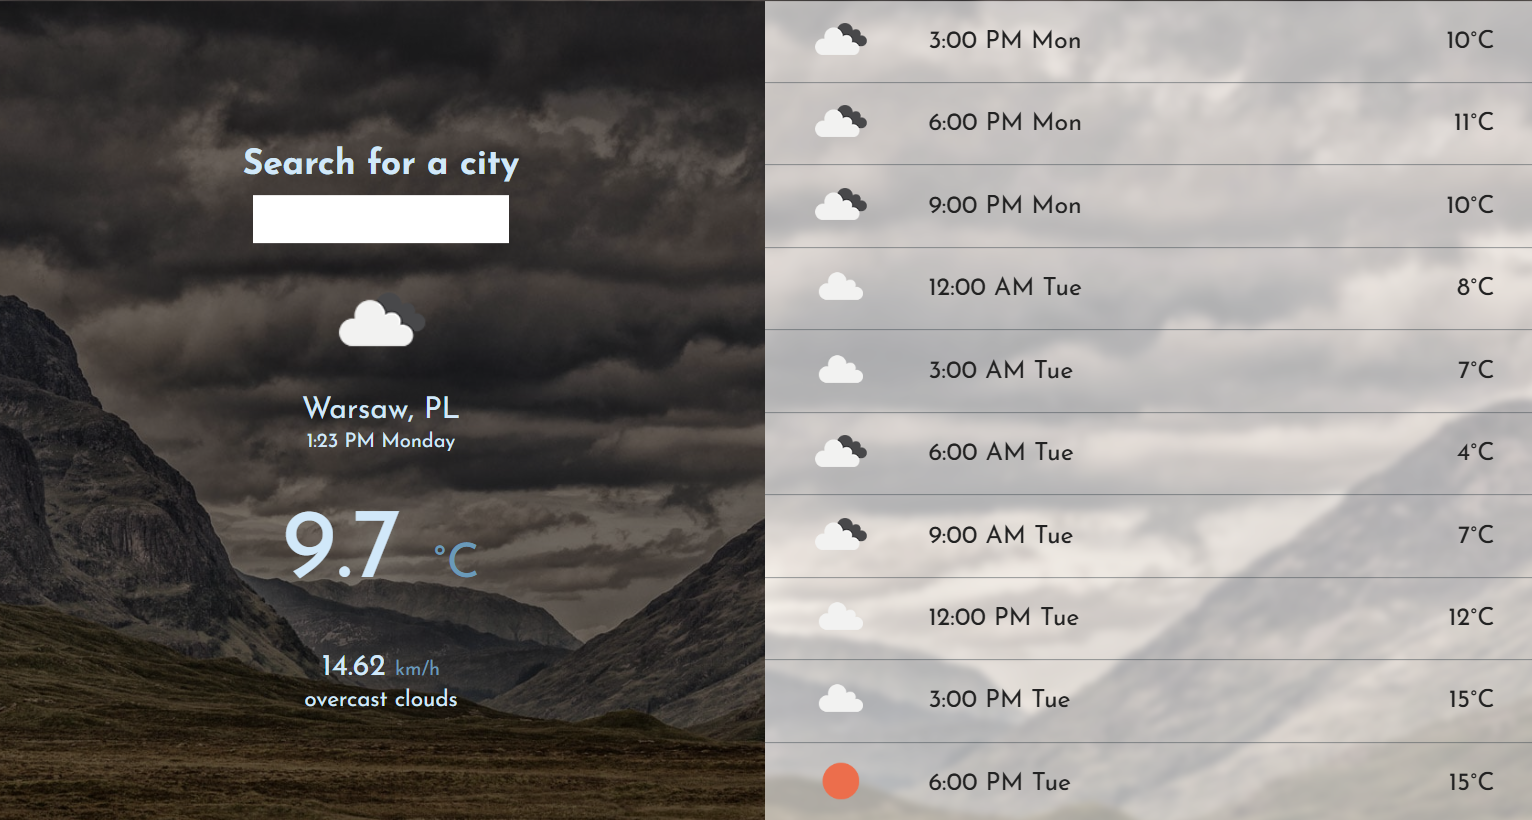 Search for a city
Warsaw, PL
1:23 PM Monday
9.7 °C
14.62 km/h
overcast clouds
3:00 PM Mon 10°C
6:00 PM Mon 11°C
9:00 PM Mon 10°C
12:00 AM Tue 8°C
3:00 AM Tue 7°C
6:00 AM Tue 4°C
9:00 AM Tue 7°C
12:00 PM Tue 12°C
3:00 PM Tue 15°C
6:00 PM Tue 15°C